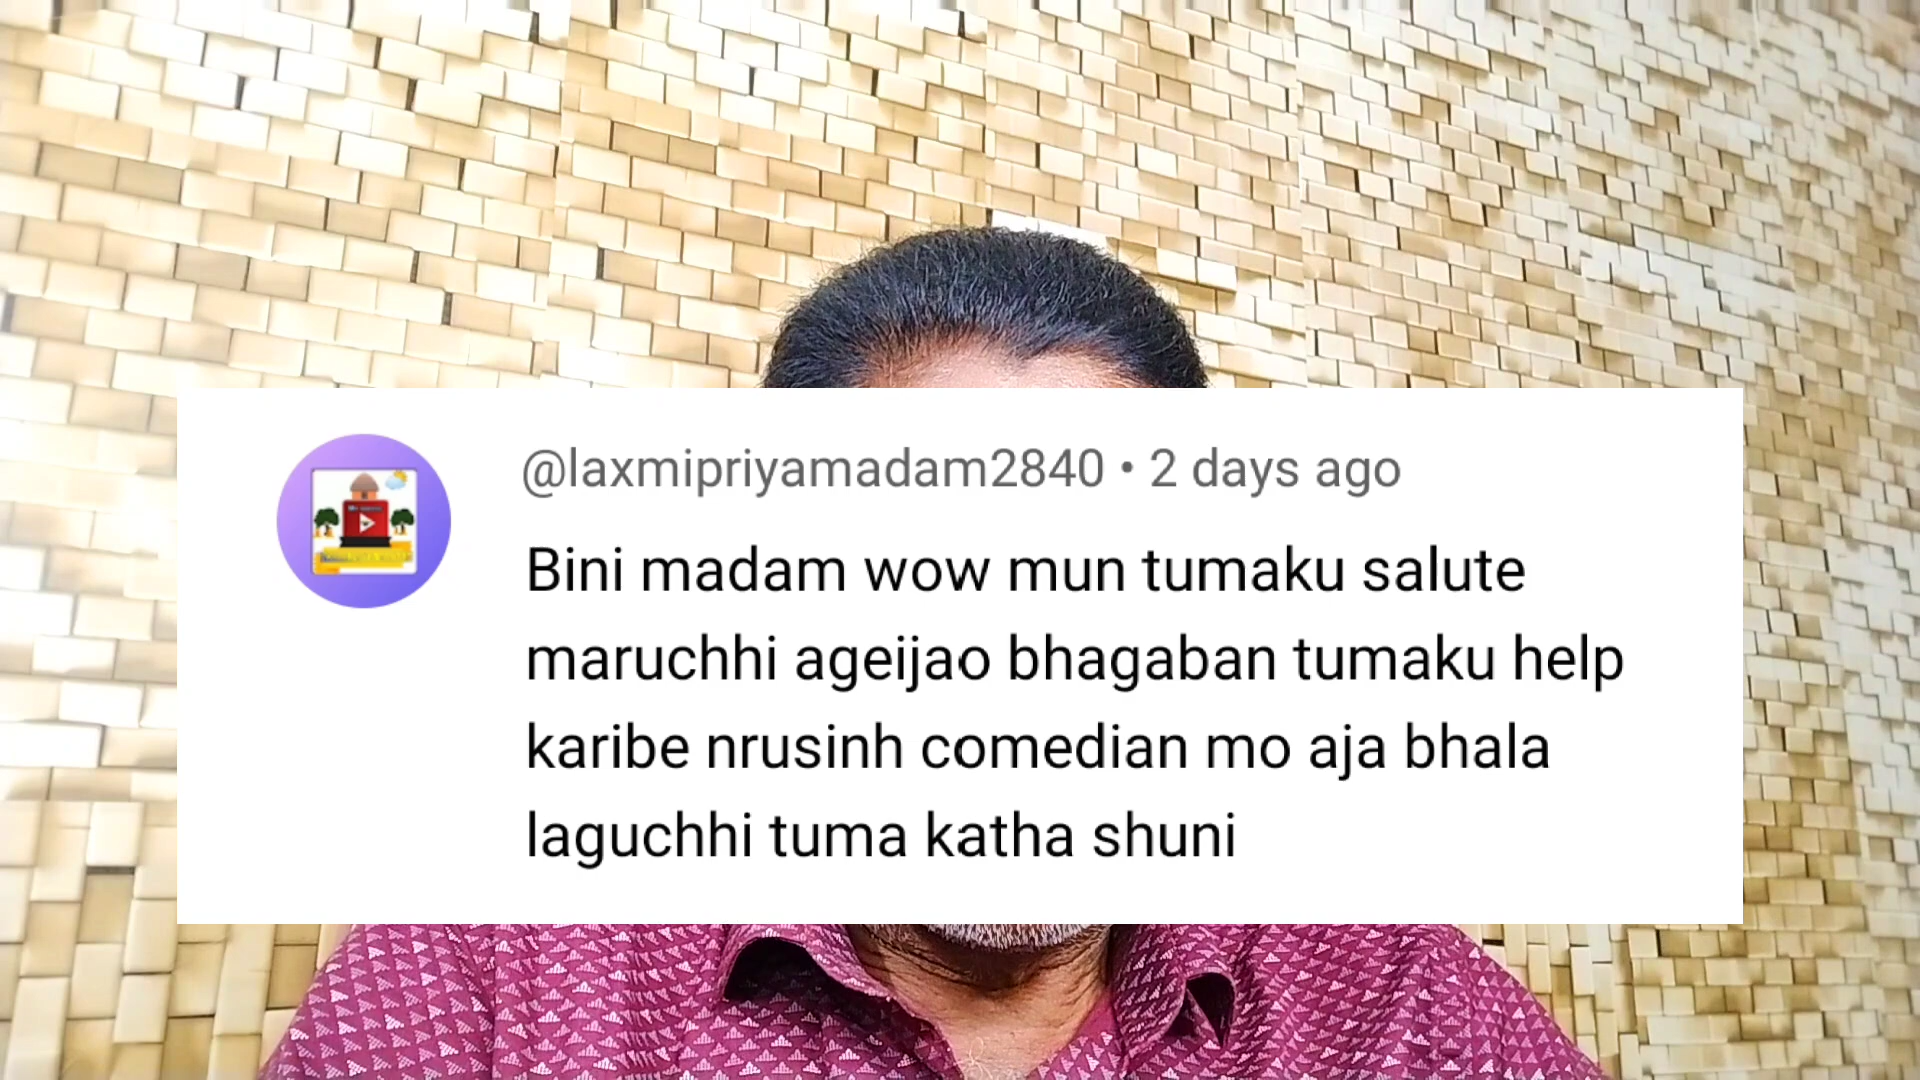 @laxmipriyamadam2840 • 2 days ago
Bini madam wow mun tumaku salute
maruchhi ageijao bhagaban tumaku help
karibe nrusinh comedian mo aja bhala
laguchhi tuma katha shuni